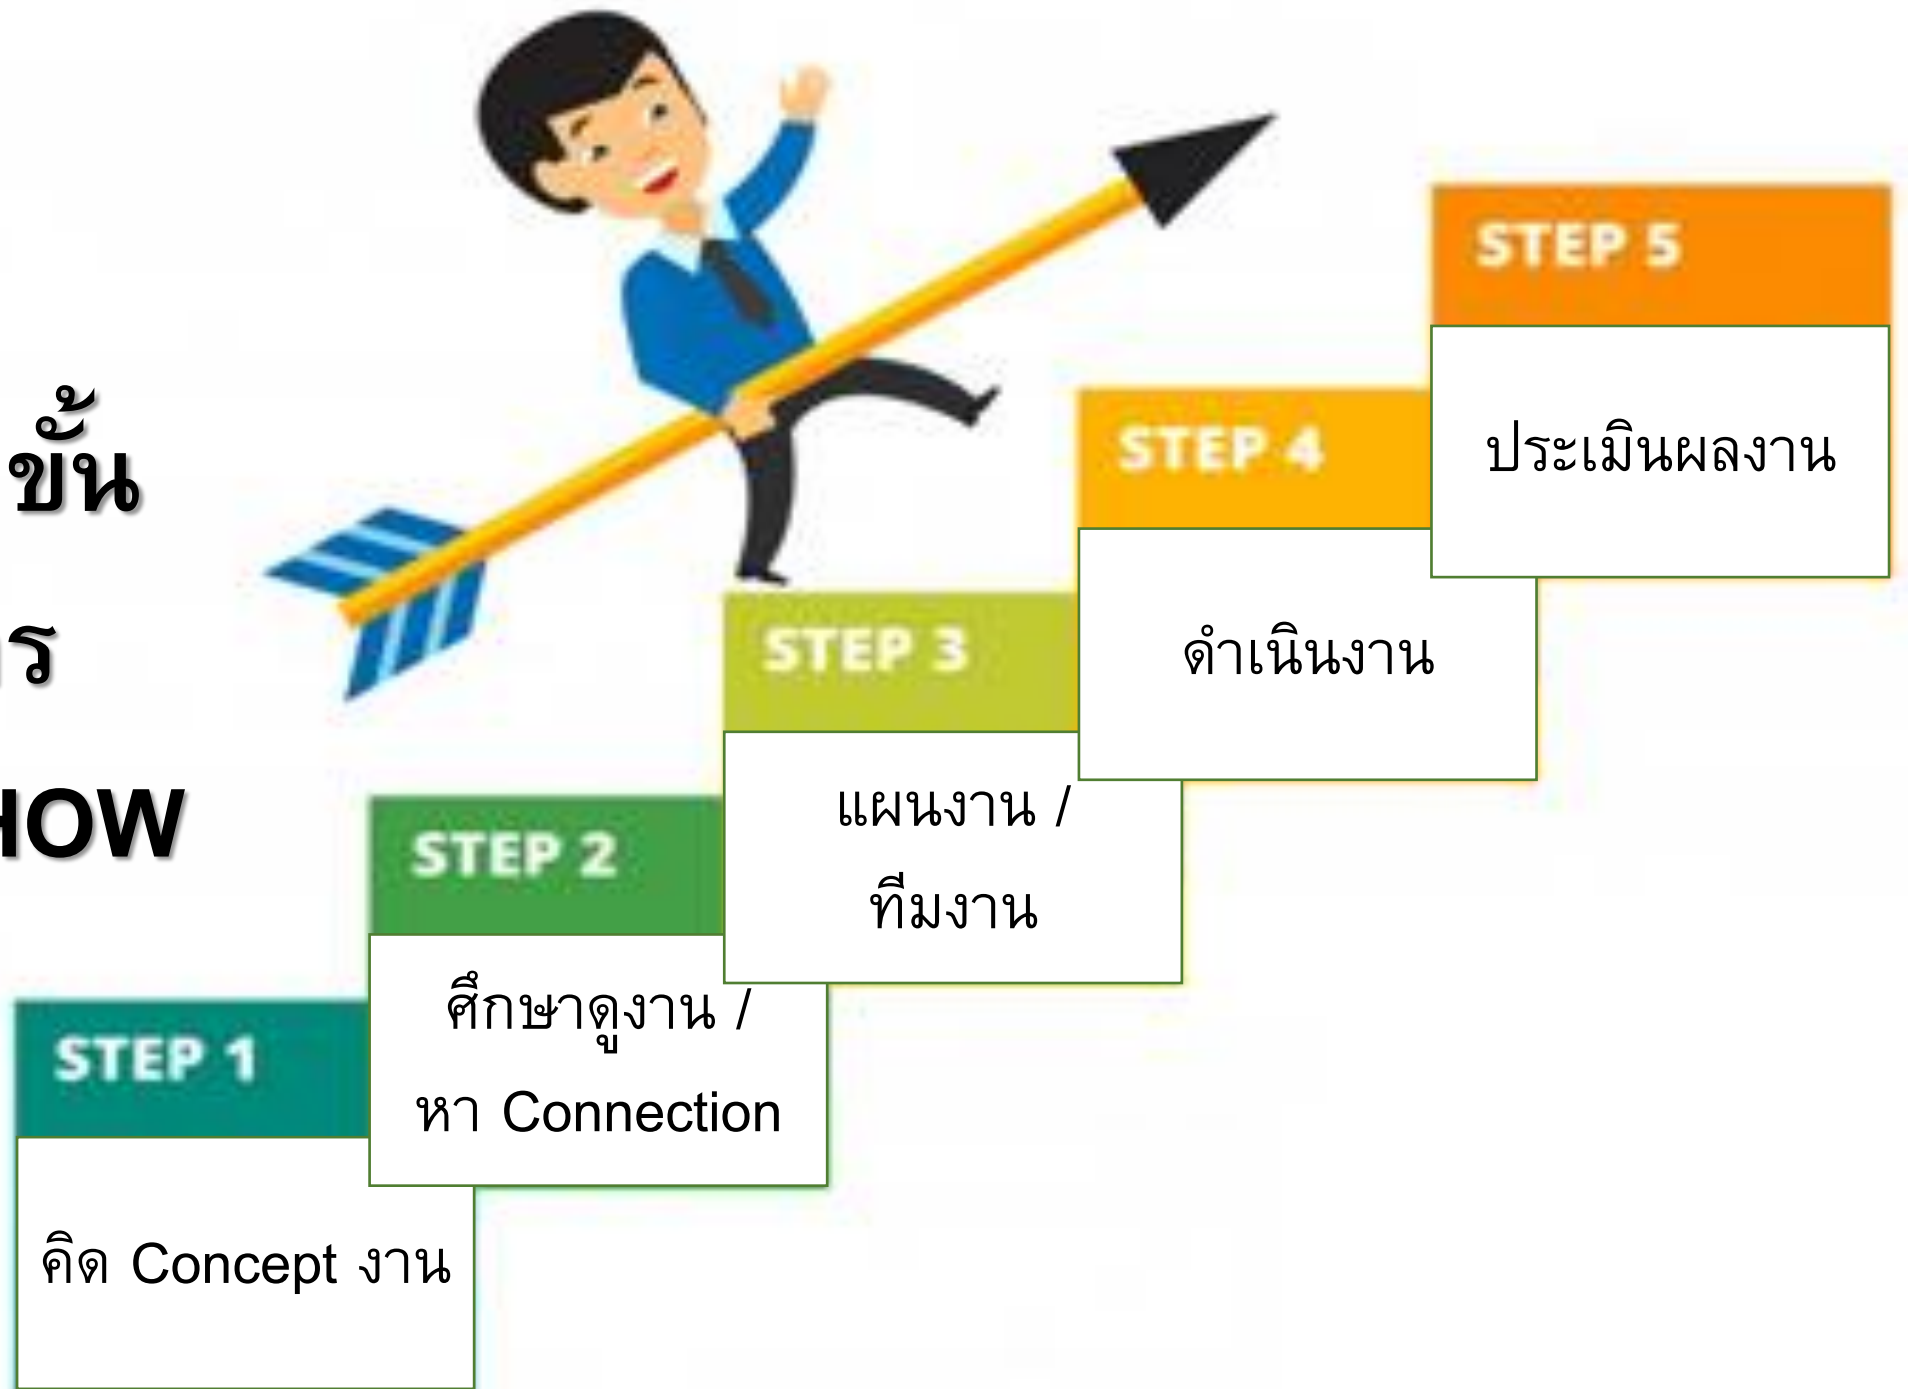 ขั้น
HOW
STEP 5
ประเมินผลงาน
STEP 4
ดำเนินงาน
STEP 3
แผนงาน /
ทีมงาน
STEP 2
ศึกษาดูงาน /
หา Connection
STEP 1
คิด Concept งาน